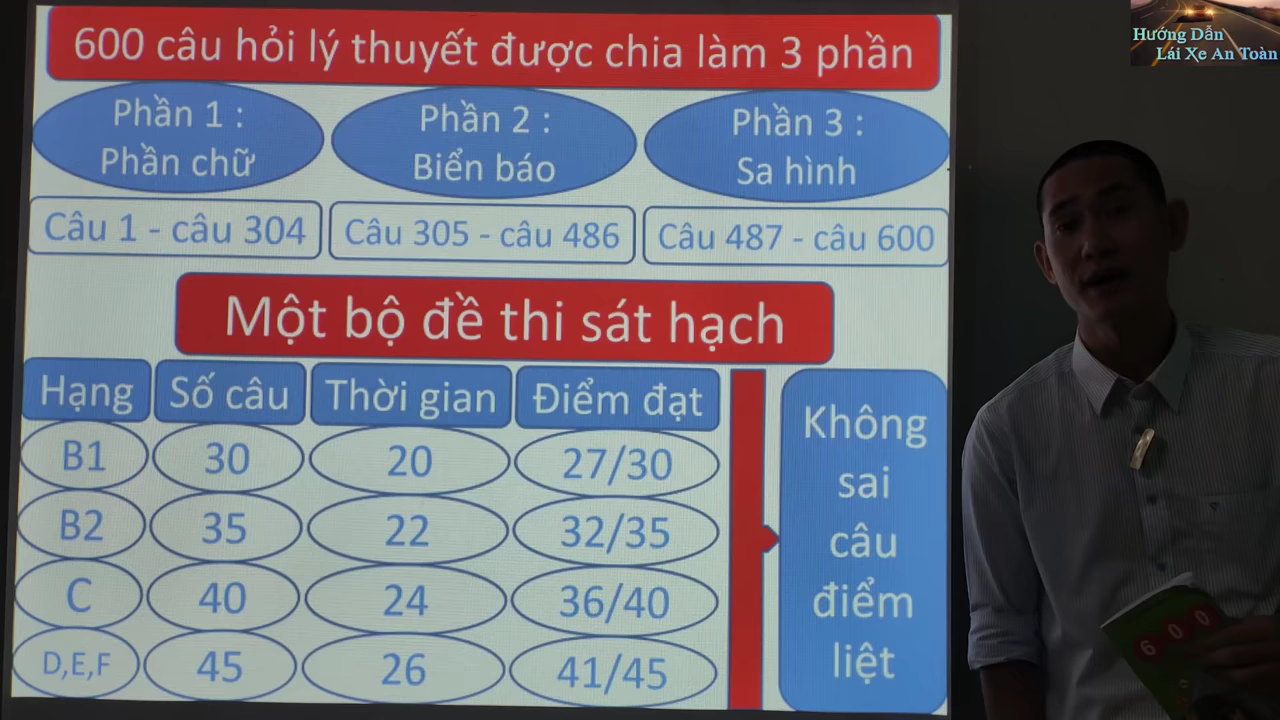 Hướng Dẫn
Lái Xe An Toàn
600 câu hỏi lý thuyết được chia làm 3 phần
Phần 1 :
Phần chữ
Phần 2 :
Biển báo
Phần 3 :
Sa hình
Câu 1 - câu 304
Câu 305 - câu 486
Câu 487 - câu 600
Một bộ đề thi sát hạch
Hạng Số câu Thời gian Điểm đạt
B1 30 20 27/30
B2 35 22 32/35
C 40 24 36/40
D,E,F 45 26 41/45
Không
sai
câu
điểm
liệt
600